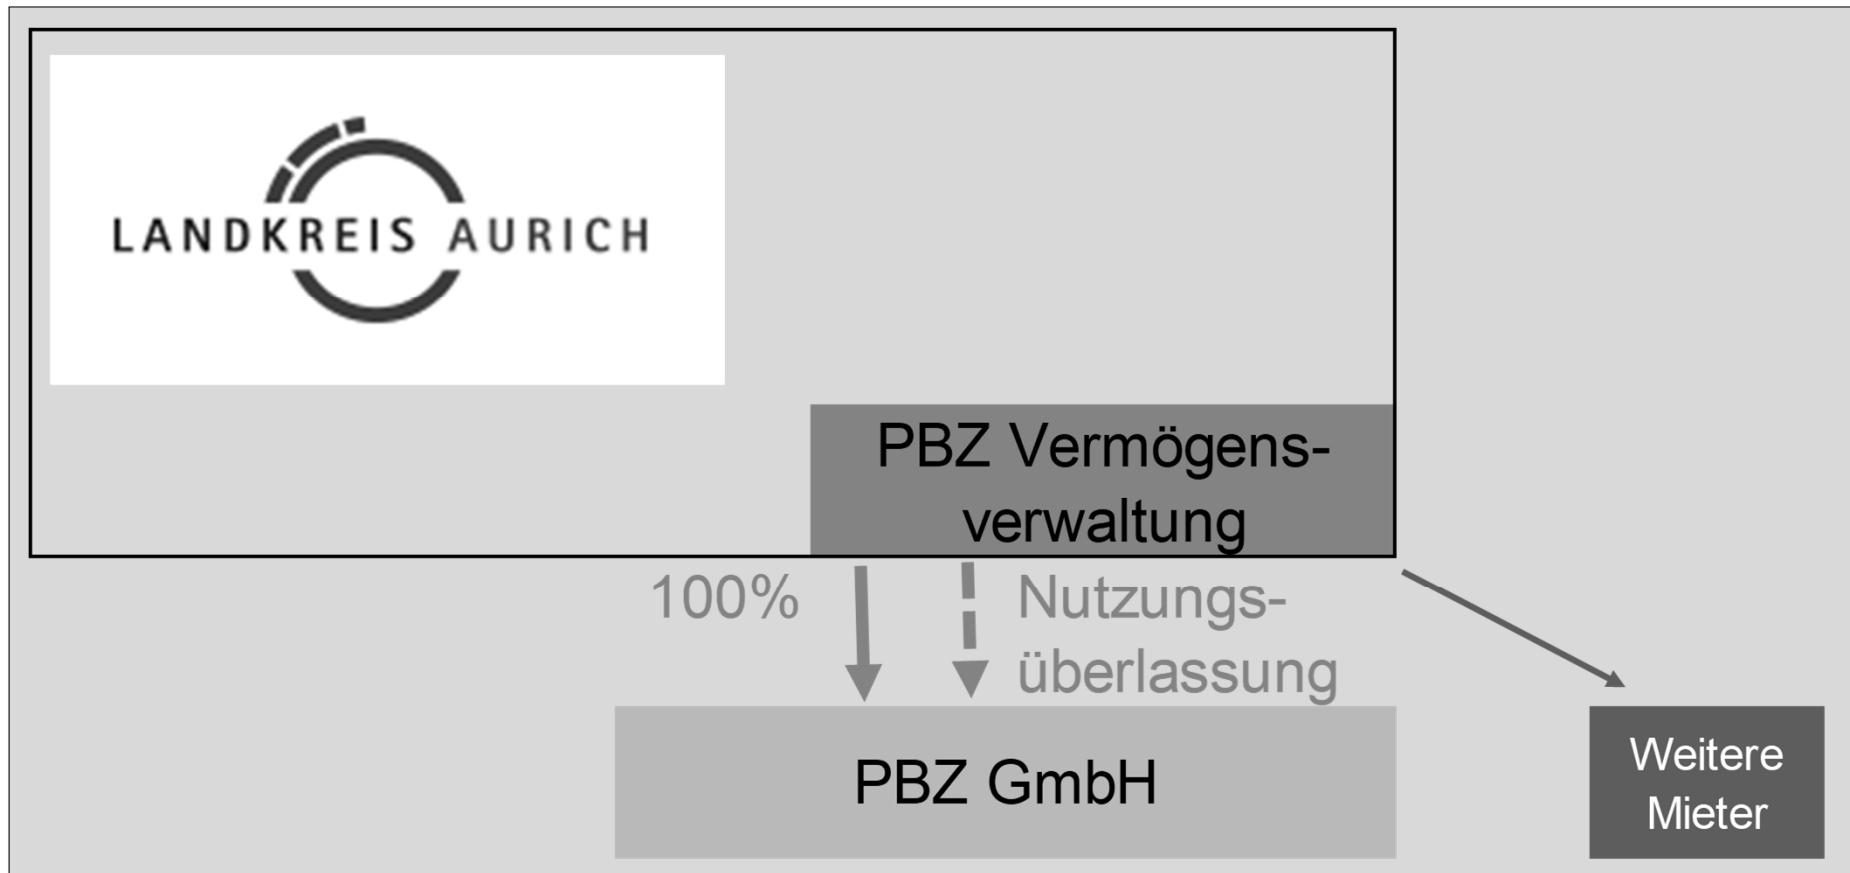 LANDKREIS AURICH
PBZ Vermögens-
verwaltung
100%
Nutzungs-
überlassung
PBZ GmbH
Weitere
Mieter